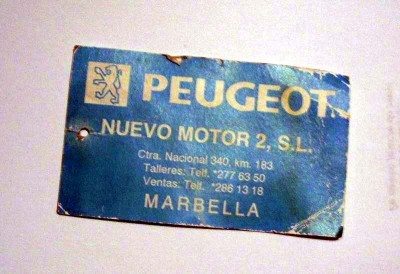 PEUGEOT
NUEVO MOTOR 2, S.L.
Ctra. Nacional 340, km. 183
Talleres: Telf. *277 63 50
Ventas: Telf. *286 13 18
MARBELLA